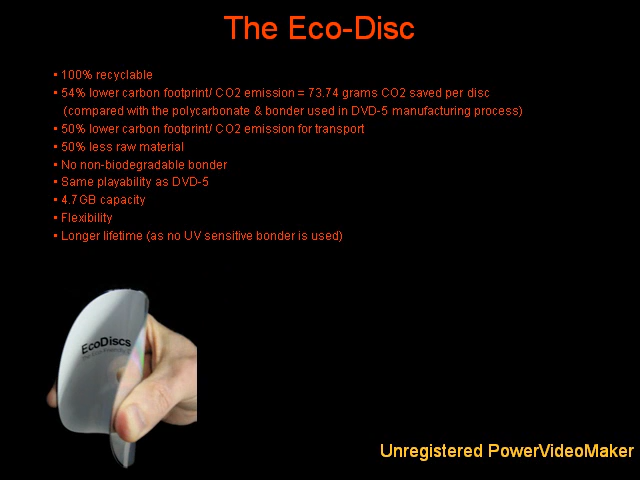 The Eco-Disc
• 100% recyclable
• 54% lower carbon footprint/ CO2 emission = 73.74 grams CO2 saved per disc
(compared with the polycarbonate & bonder used in DVD-5 manufacturing process)
• 50% lower carbon footprint/ CO2 emission for transport
• 50% less raw material
• No non-biodegradable bonder
• Same playability as DVD-5
• 4.7GB capacity
• Flexibility
• Longer lifetime (as no UV sensitive bonder is used)
EcoDiscs
Unregistered PowerVideoMaker